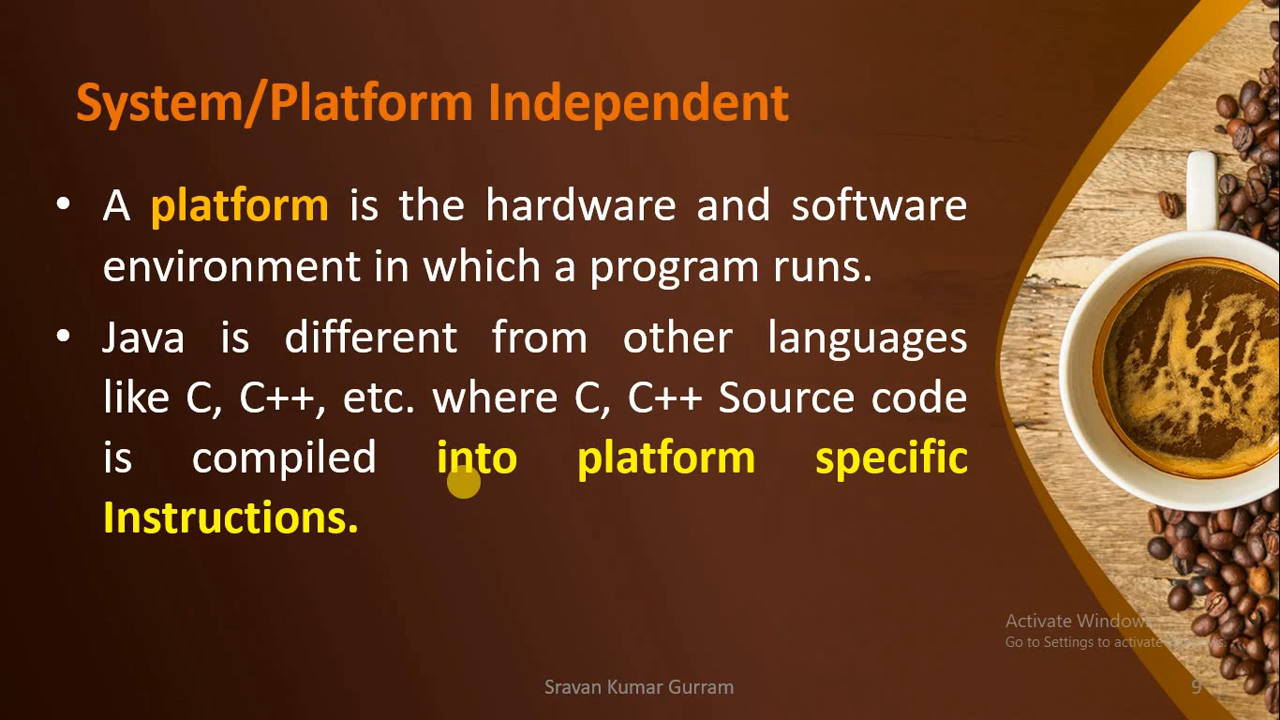 System/Platform Independent
• A platform is the hardware and software
environment in which a program runs.
• Java is different from other languages
like C, C++, etc. where C, C++ Source code
is compiled into platform specific
Instructions.
Activate Windows
Go to Settings to activate Windows.
Sravan Kumar Gurram
9